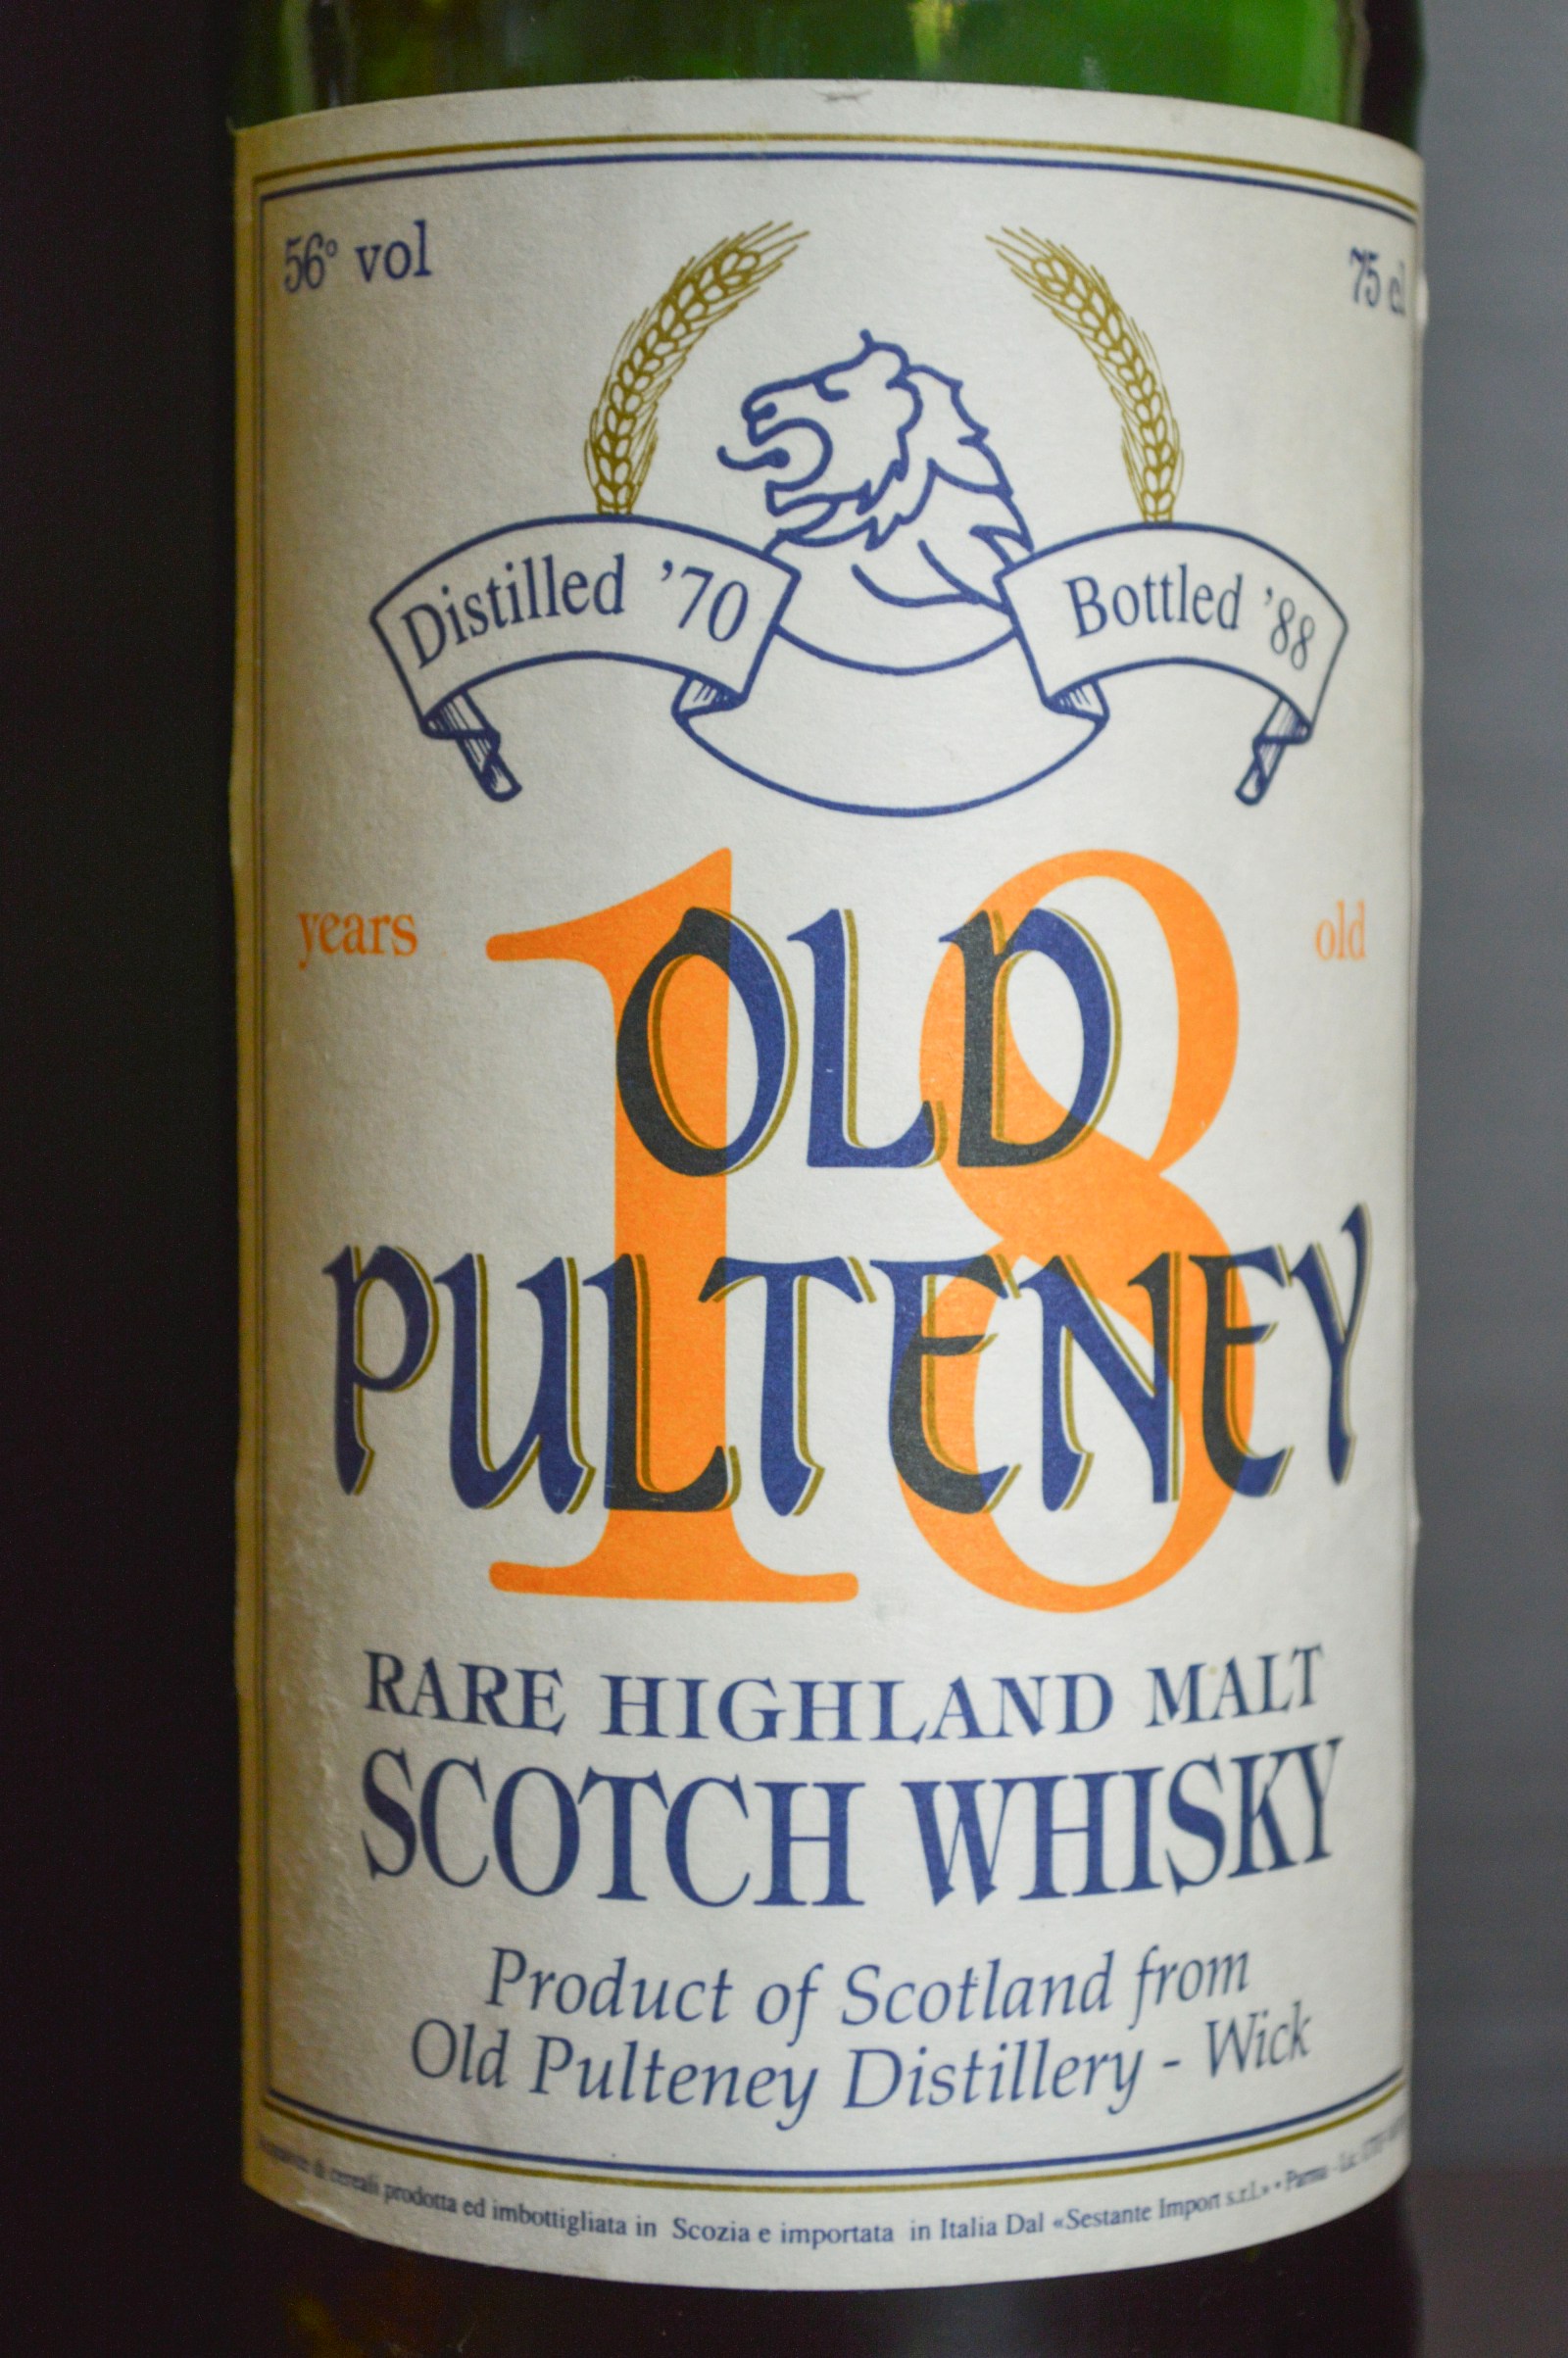 56° vol
75 cl
Distilled '70
Bottled '88
years 18 old
OLD
PULTENEY
RARE HIGHLAND MALT
SCOTCH WHISKY
Product of Scotland from
Old Pulteney Distillery - Wick
di cereali prodotta ed imbottigliata in Scozia e importata in Italia Dal «Sestante Import s.r.l.» • Parma - Lic.